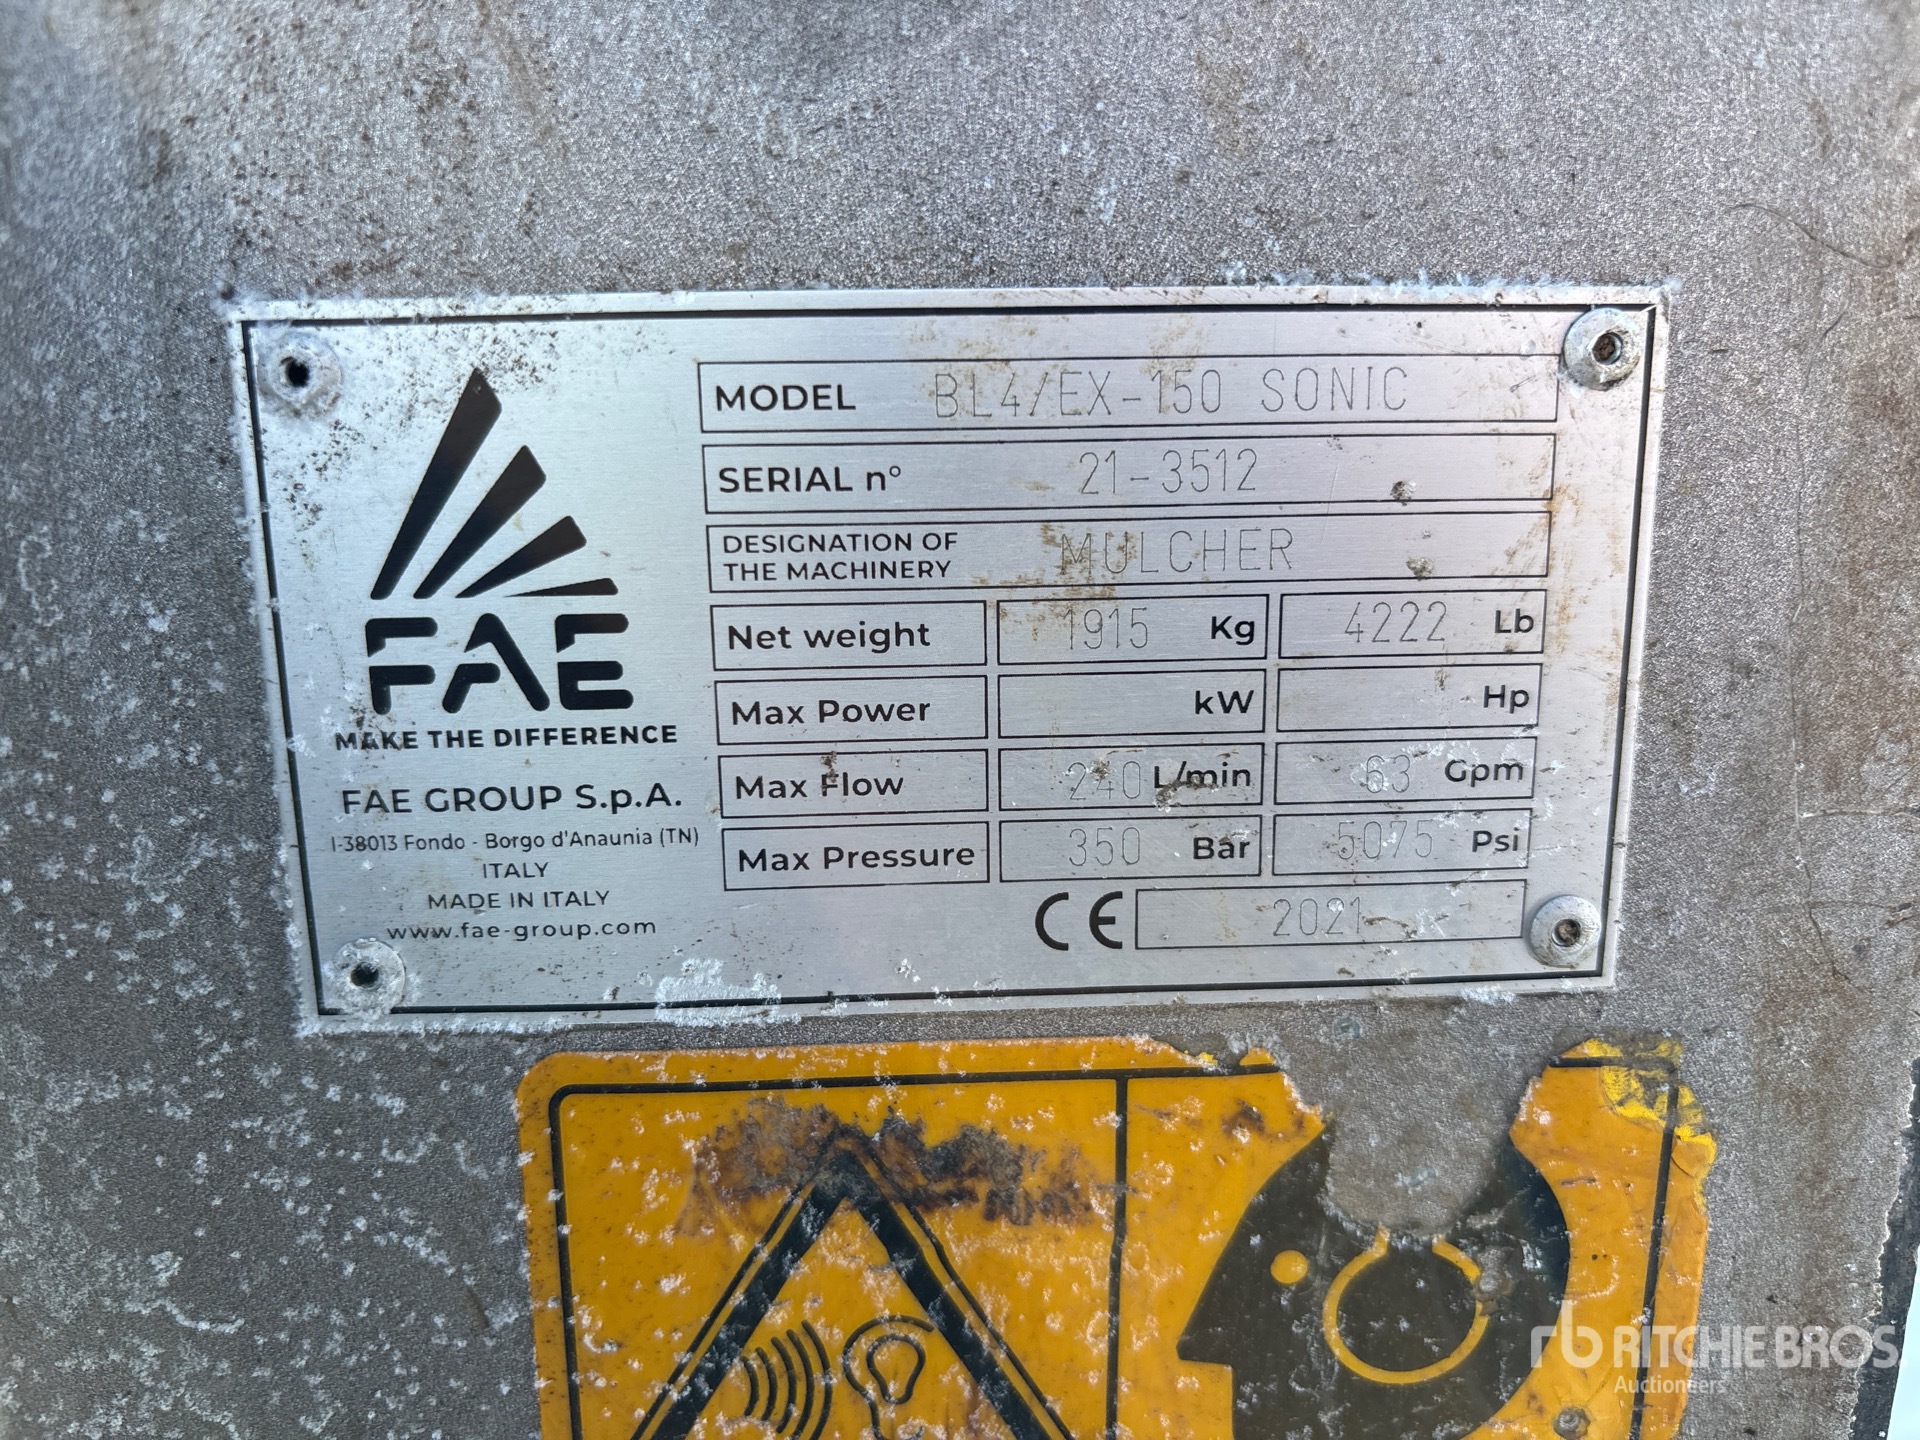 FAE
MAKE THE DIFFERENCE
FAE GROUP S.p.A.
I-38013 Fondo - Borgo d'Anaunia (TN)
ITALY
MADE IN ITALY
www.fae-group.com
MODEL BL4/EX-150 SONIC
SERIAL n° 21-3512
DESIGNATION OF
THE MACHINERY MULCHER
Net weight 1915 Kg 4222 Lb
Max Power kW Hp
Max Flow 240 L/min 63 Gpm
Max Pressure 350 Bar 5075 Psi
CE 2021
rb RITCHIE BROS.
Auctioneers